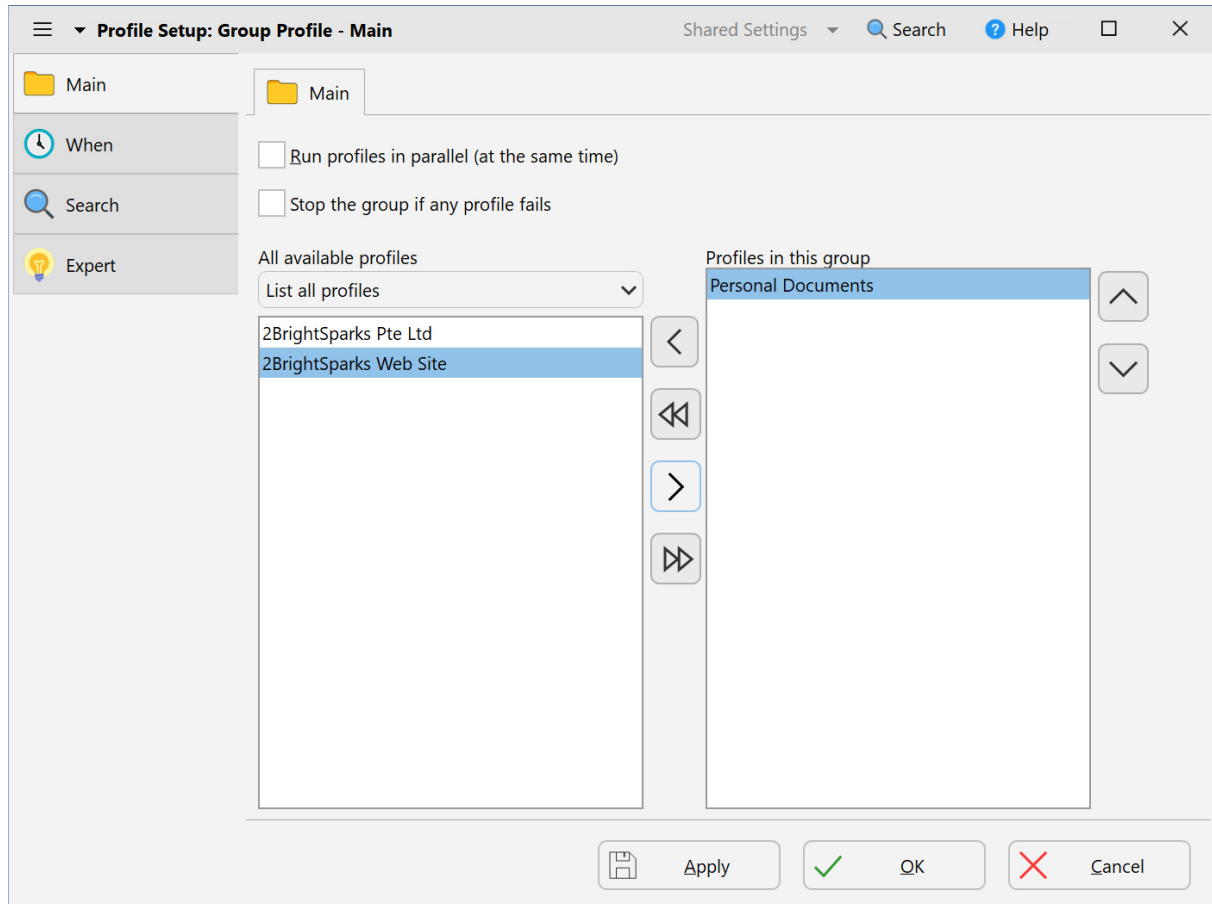 Profile Setup: Group Profile - Main
Shared Settings
Search
Help
Main
When
Search
Expert
Main
Run profiles in parallel (at the same time)
Stop the group if any profile fails
All available profiles
List all profiles
2BrightSparks Pte Ltd
2BrightSparks Web Site
Profiles in this group
Personal Documents
Apply
OK
Cancel